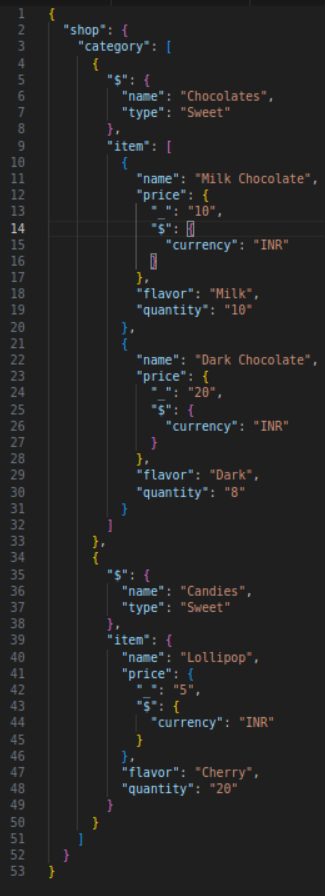 1 {
2   "shop": {
3     "category": [
4       {
5         "$": {
6           "name": "Chocolates",
7           "type": "Sweet"
8         },
9         "item": [
10           {
11             "name": "Milk Chocolate",
12             "price": {
13               "_": "10",
14               "$": {
15                 "currency": "INR"
16               }
17             },
18             "flavor": "Milk",
19             "quantity": "10"
20           },
21           {
22             "name": "Dark Chocolate",
23             "price": {
24               "_": "20",
25               "$": {
26                 "currency": "INR"
27               }
28             },
29             "flavor": "Dark",
30             "quantity": "8"
31           }
32         ]
33       },
34       {
35         "$": {
36           "name": "Candies",
37           "type": "Sweet"
38         },
39         "item": {
40           "name": "Lollipop",
41           "price": {
42             "_": "5",
43             "$": {
44               "currency": "INR"
45             }
46           },
47           "flavor": "Cherry",
48           "quantity": "20"
49         }
50       }
51     ]
52   }
53 }